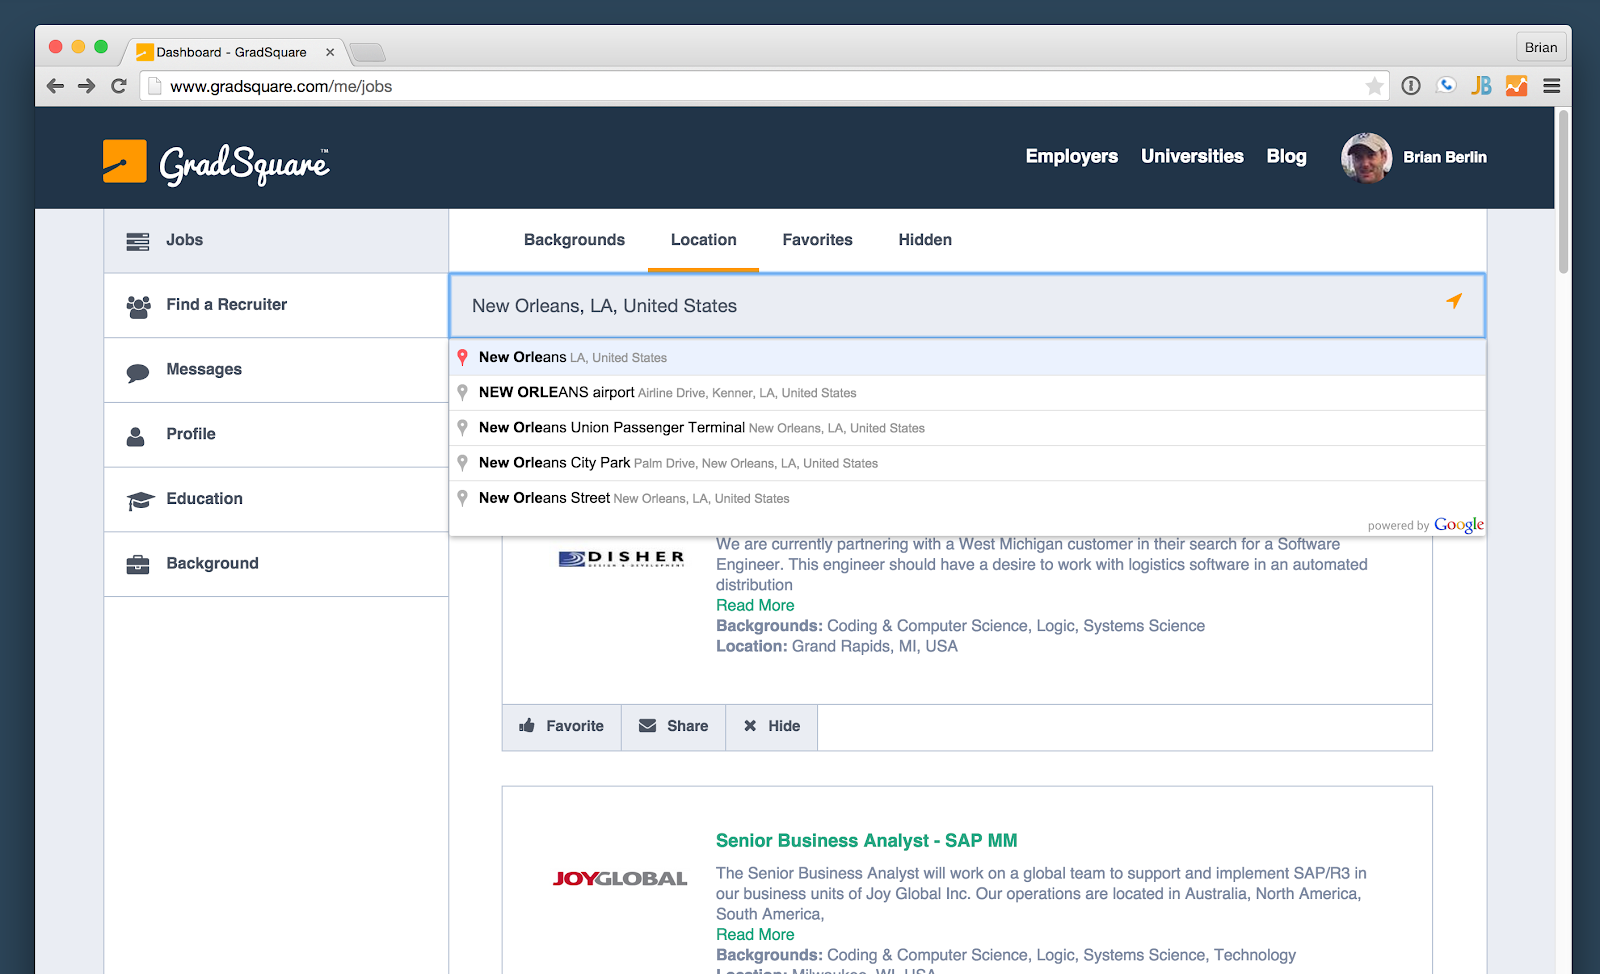 Dashboard - GradSquare
Brian
www.gradsquare.com/me/jobs
JB
GradSquare™
Employers
Universities
Blog
Brian Berlin
Jobs
Find a Recruiter
Messages
Profile
Education
Background
Backgrounds
Location
Favorites
Hidden
New Orleans, LA, United States
New Orleans LA, United States
NEW ORLEANS airport Airline Drive, Kenner, LA, United States
New Orleans Union Passenger Terminal New Orleans, LA, United States
New Orleans City Park Palm Drive, New Orleans, LA, United States
New Orleans Street New Orleans, LA, United States
powered by Google
DISHER
DESIGN & DEVELOPMENT
We are currently partnering with a West Michigan customer in their search for a Software
Engineer. This engineer should have a desire to work with logistics software in an automated
distribution
Read More
Backgrounds: Coding & Computer Science, Logic, Systems Science
Location: Grand Rapids, MI, USA
Favorite
Share
Hide
JOYGLOBAL
Senior Business Analyst - SAP MM
The Senior Business Analyst will work on a global team to support and implement SAP/R3 in
our business units of Joy Global Inc. Our operations are located in Australia, North America,
South America,
Read More
Backgrounds: Coding & Computer Science, Logic, Systems Science, Technology
Location: Milwaukee, WI, USA